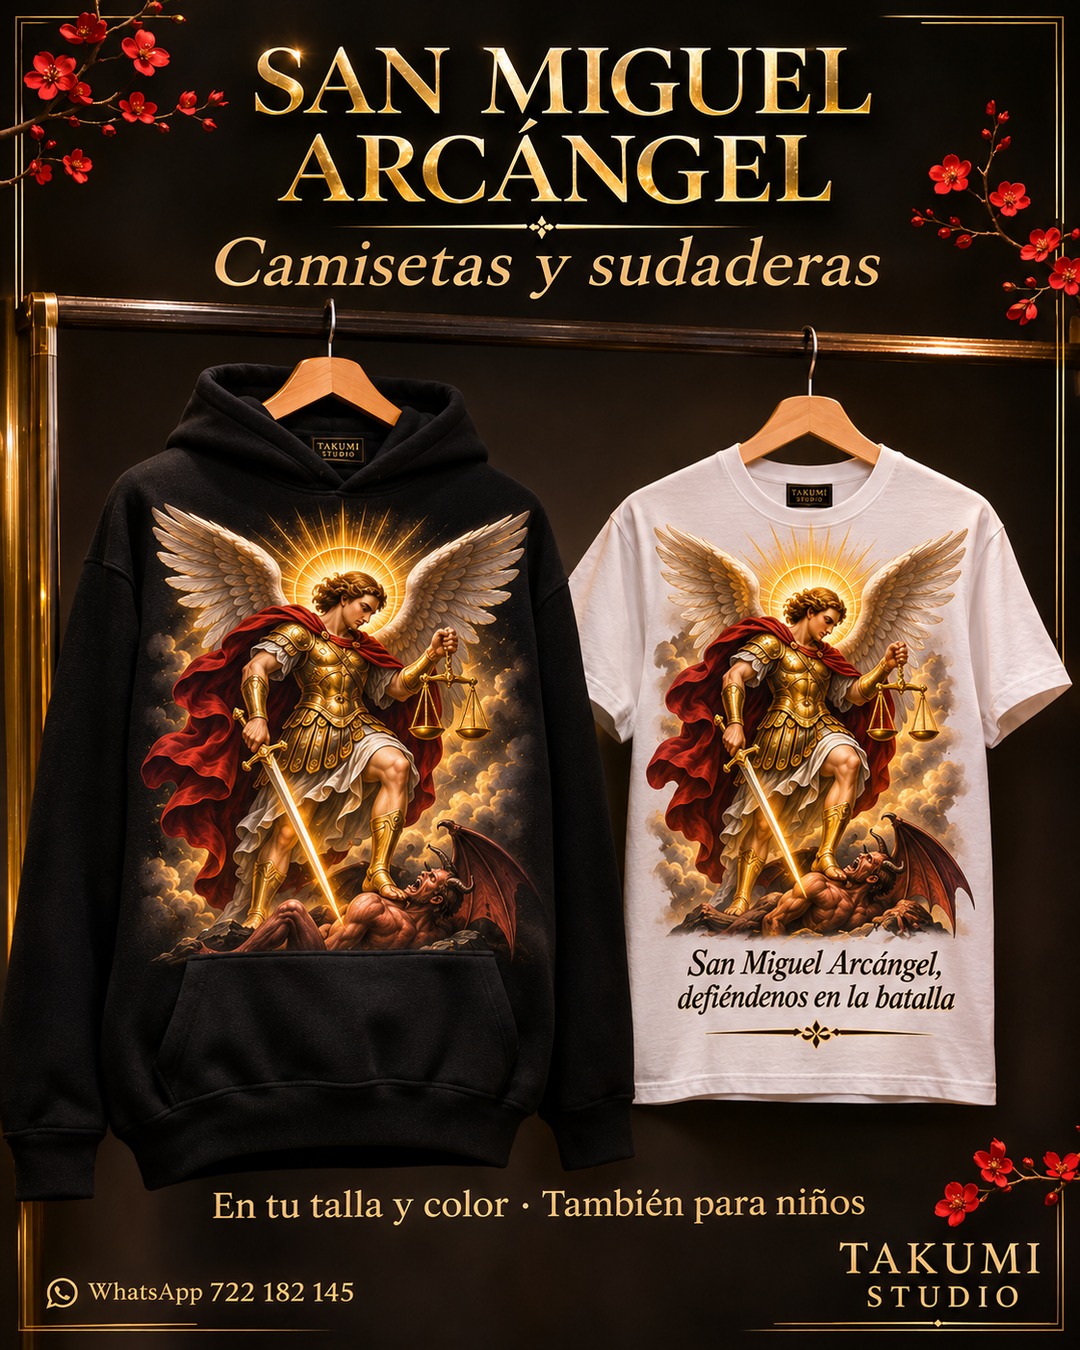 SAN MIGUEL
ARCÁNGEL
Camisetas y sudaderas
TAKUMI
STUDIO
TAKUMI
STUDIO
San Miguel Arcángel,
defiéndenos en la batalla
En tu talla y color · También para niños
TAKUMI
STUDIO
WhatsApp 722 182 145